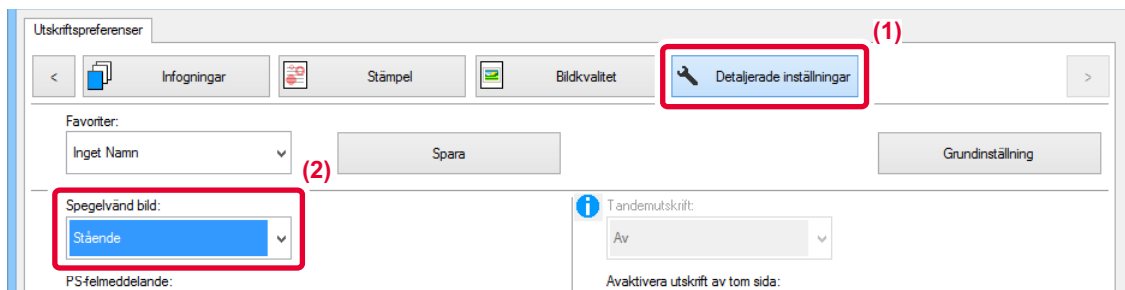 Utskriftspreferenser
(1)
< Infogningar Stämpel Bildkvalitet Detaljerade inställningar >
Favoriter:
Inget Namn Spara Grundinställning
(2)
Spegelvänd bild: Tandemutskrift:
Stående Av
PS-felmeddelande: Avaktivera utskrift av tom sida: